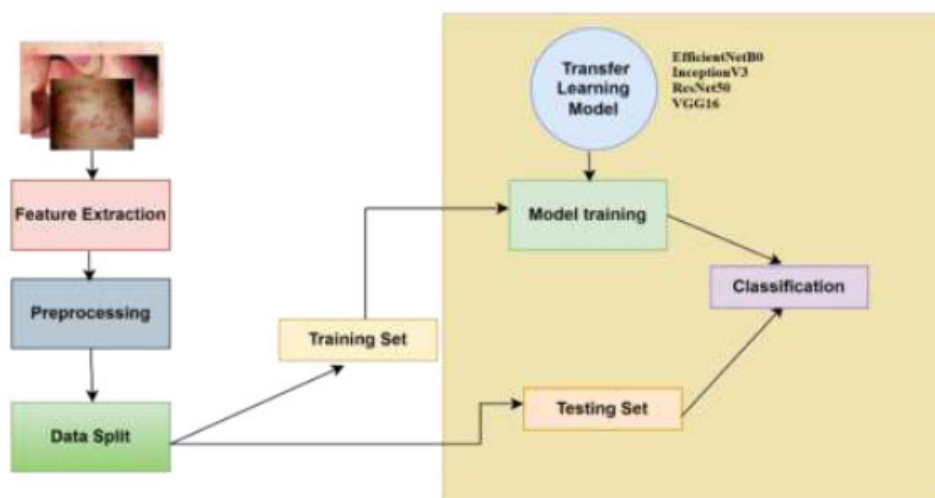 Transfer
Learning
Model
EfficientNetB0
InceptionV3
ResNet50
VGG16
Feature Extraction
Model training
Preprocessing
Classification
Training Set
Testing Set
Data Split